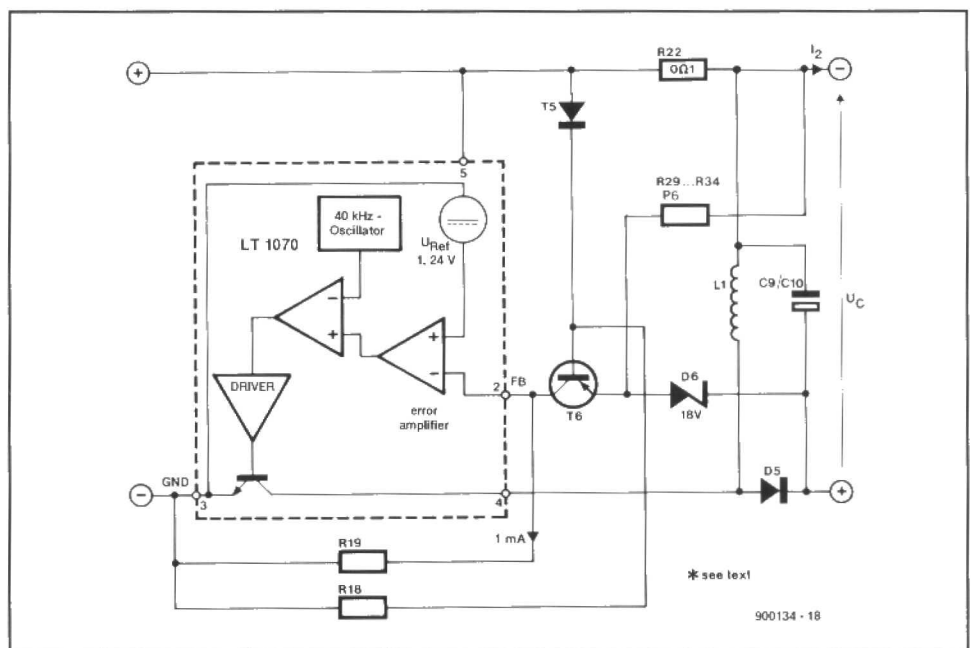 R22
0Ω1
I2
+
−
T5
5
R29...R34
P6
40 kHz -
Oscillator
LT 1070
URef
1, 24 V
L1
C9/C10
UC
−
+
+
−
DRIVER
error
amplifier
2
FB
T6
D6
18V
GND
−
3
4
D5
+
1 mA
R19
R18
* see text
900134 - 18